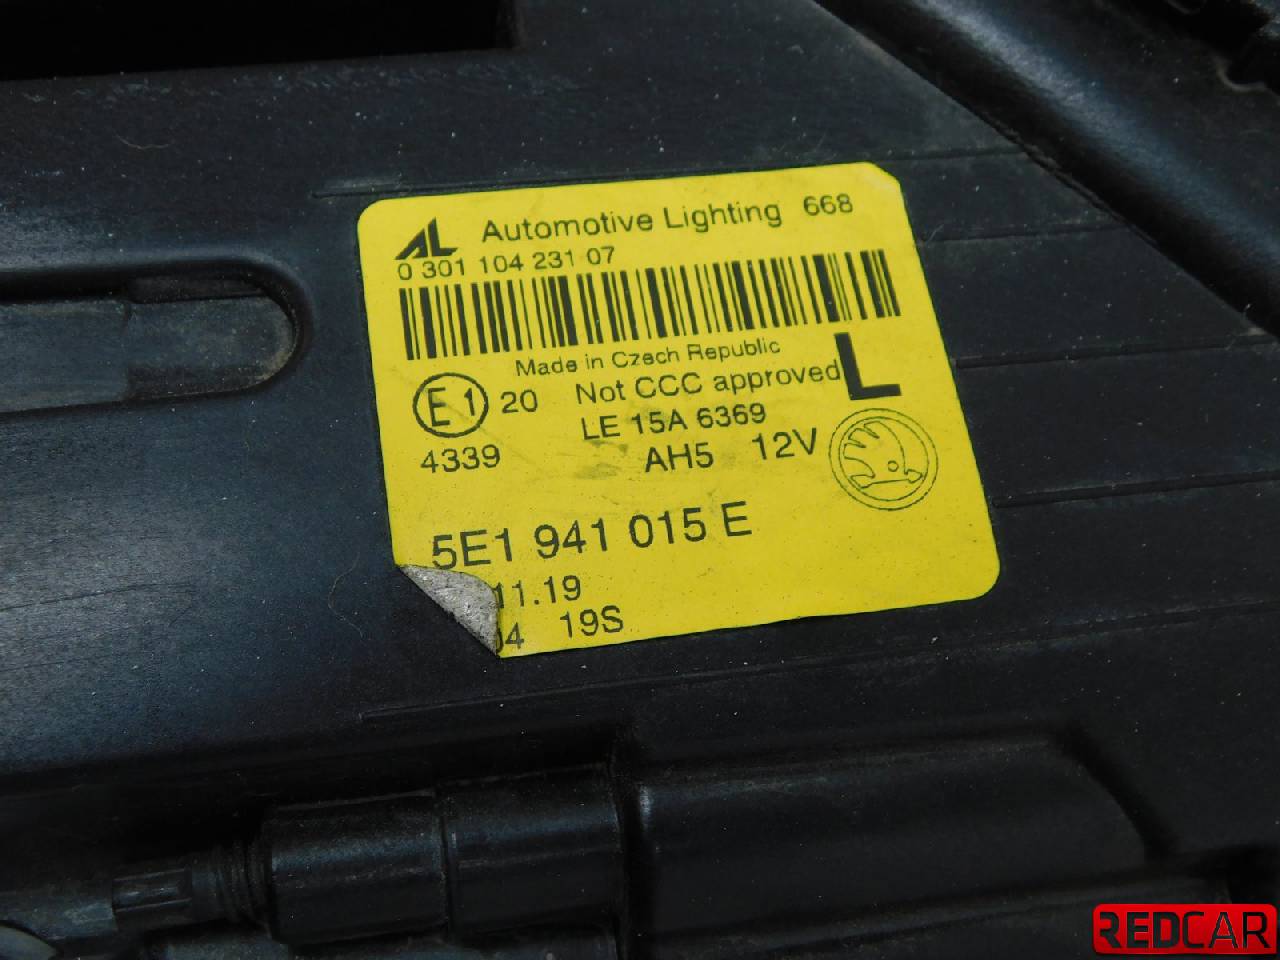 AL Automotive Lighting 668
0 301 104 231 07
Made in Czech Republic
L
E1 20 Not CCC approved
LE 15A 6369
4339 AH5 12V
5E1 941 015 E
11.19
04 19S
REDCAR